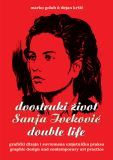 marko golub & dejan kršić
dvostruki život
Sanja Iveković
double life
grafički dizajn i suvremena umjetnička praksa
graphic design and contemporary art practice